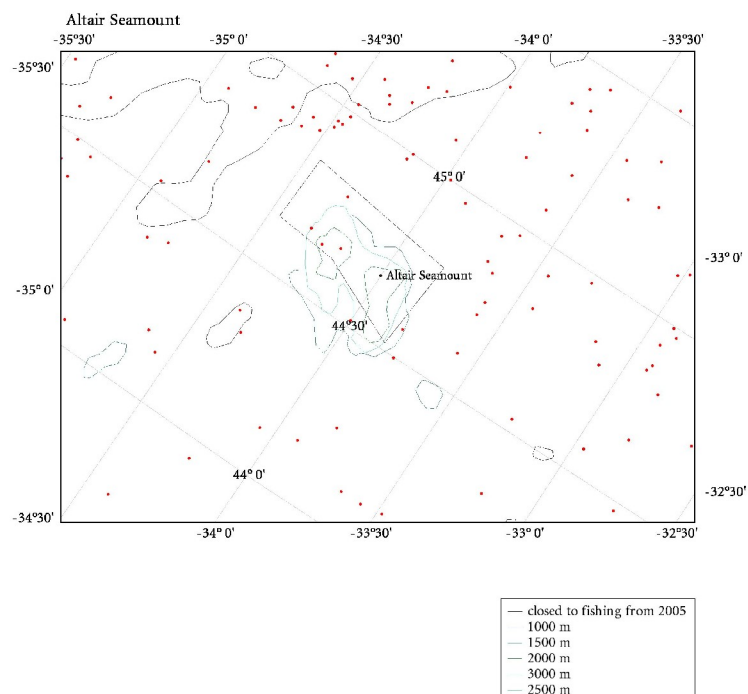 Altair Seamount
-35°30'
-35° 0'
-34°30'
-34° 0'
-33°30'
-35°30'
45° 0'
-33° 0'
Altair Seamount
-35° 0'
44°30'
44° 0'
-32°30'
-34°30'
-34° 0'
-33°30'
-33° 0'
-32°30'
closed to fishing from 2005
1000 m
1500 m
2000 m
3000 m
2500 m